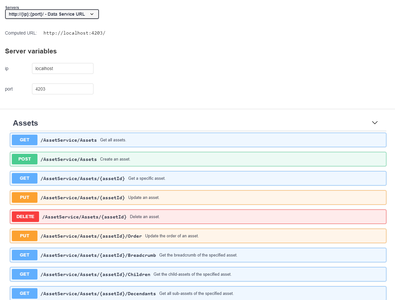 Servers
http://{ip}:{port}/ - Data Service URL
Computed URL: http://localhost:4203/
Server variables
ip localhost
port 4203
Assets
GET /AssetService/Assets Get all assets.
POST /AssetService/Assets Create an asset.
GET /AssetService/Assets/{assetId} Get a specific asset.
PUT /AssetService/Assets/{assetId} Update an asset.
DELETE /AssetService/Assets/{assetId} Delete an asset.
PUT /AssetService/Assets/{assetId}/Order Update the order of an asset.
GET /AssetService/Assets/{assetId}/Breadcrumb Get the breadcrumb of the specified asset.
GET /AssetService/Assets/{assetId}/Children Get the child-assets of the specified asset.
GET /AssetService/Assets/{assetId}/Decendants Get all sub-assets of the specified asset.